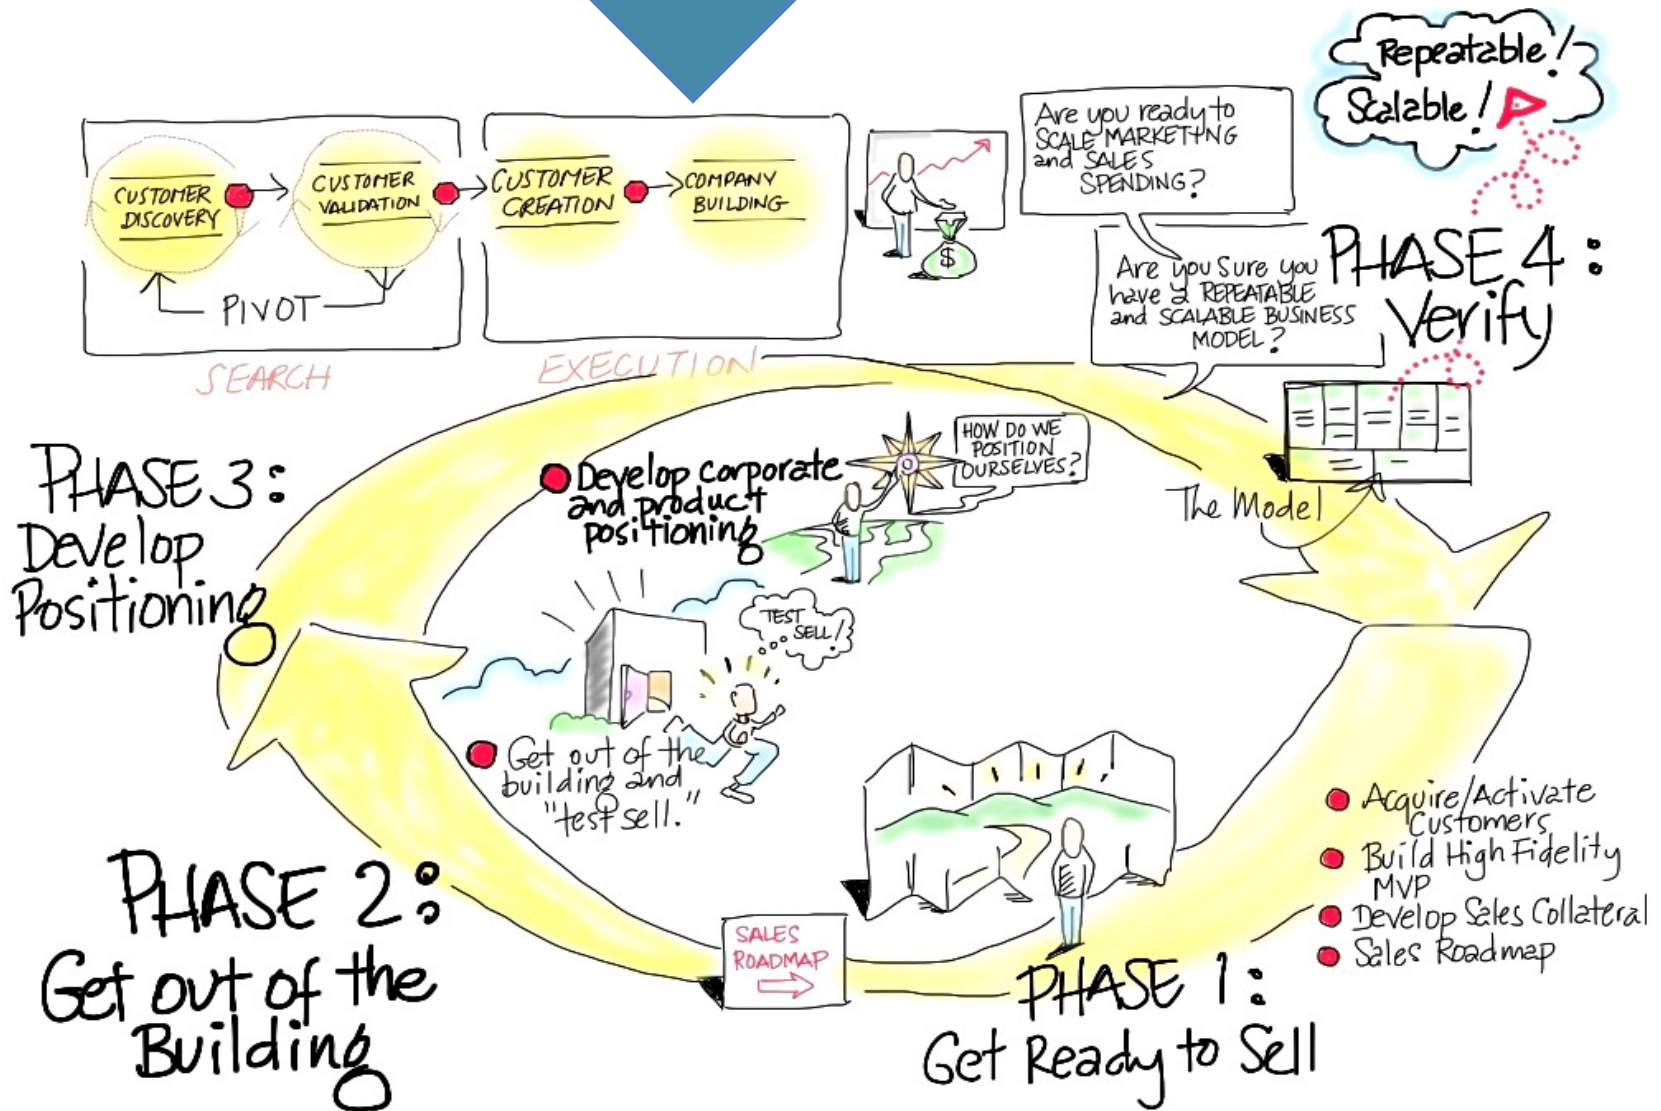 CUSTOMER
DISCOVERY
CUSTOMER
VALIDATION
PIVOT
SEARCH
CUSTOMER
CREATION
COMPANY
BUILDING
EXECUTION
$
Are you ready to
SCALE MARKETING
and SALES
SPENDING?
Are you sure you
have a REPEATABLE
and SCALABLE BUSINESS
MODEL?
Repeatable!
Scalable!
PHASE 4:
Verify
The Model
PHASE 3:
Develop
Positioning
Develop corporate
and product
positioning
HOW DO WE
POSITION
OURSELVES?
TEST
SELL!
Get out of the
building and
"test sell."
PHASE 2:
Get out of the
Building
SALES
ROADMAP
PHASE 1:
Get Ready to Sell
Acquire/Activate
Customers
Build High Fidelity
MVP
Develop Sales Collateral
Sales Roadmap